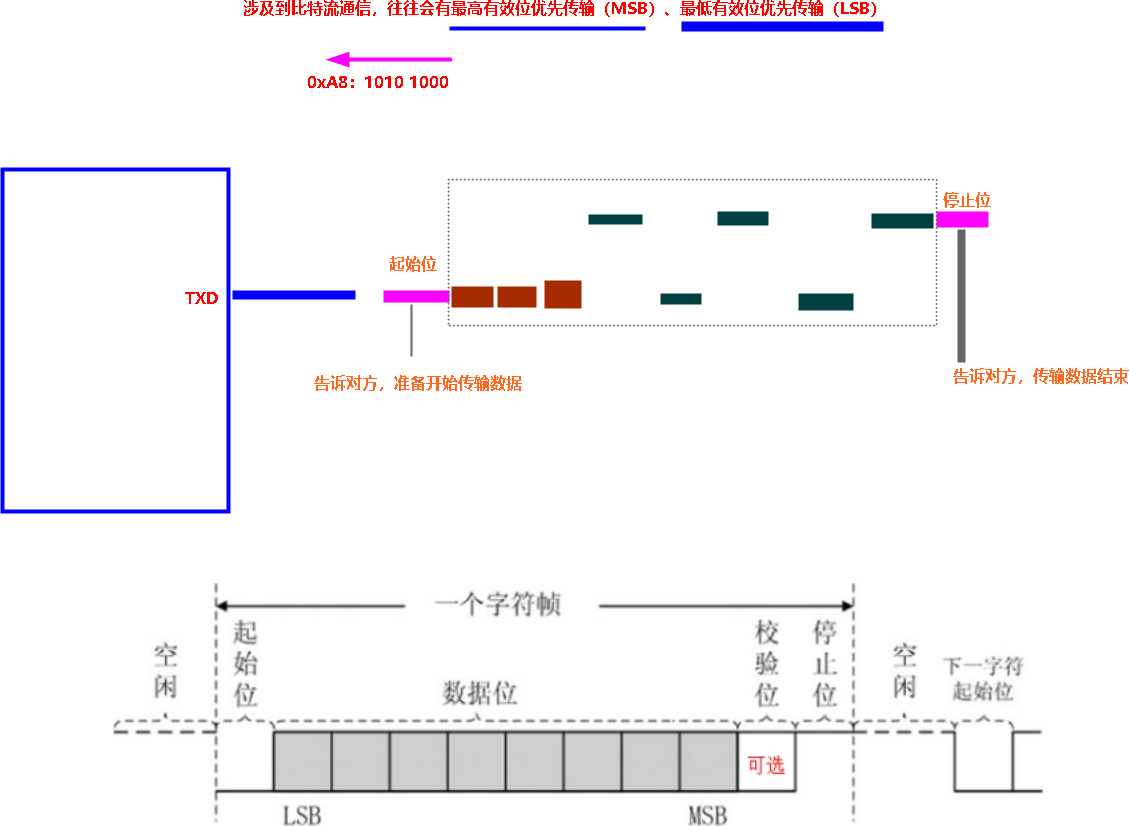 涉及到比特流通信，往往会有最高有效位优先传输（MSB）、最低有效位优先传输（LSB）
0xA8：1010 1000
停止位
起始位
TXD
告诉对方，准备开始传输数据
告诉对方，传输数据结束
一个字符帧
空闲
起始位
数据位
校验位
停止位
空闲
下一字符
起始位
可选
LSB
MSB